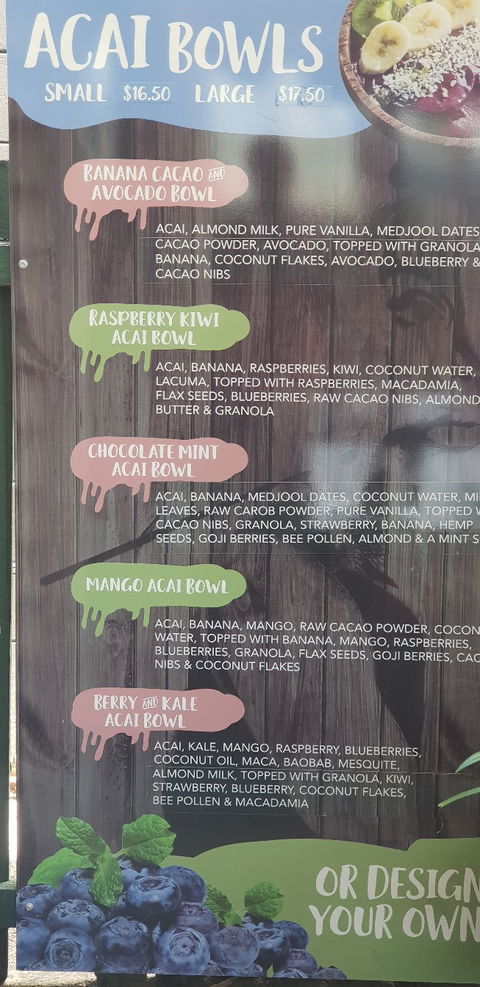 ACAI BOWLS
SMALL $16.50 LARGE $17.50
BANANA CACAO AND
AVOCADO BOWL
ACAI, ALMOND MILK, PURE VANILLA, MEDJOOL DATES
CACAO POWDER, AVOCADO, TOPPED WITH GRANOLA
BANANA, COCONUT FLAKES, AVOCADO, BLUEBERRY &
CACAO NIBS
RASPBERRY KIWI
ACAI BOWL
ACAI, BANANA, RASPBERRIES, KIWI, COCONUT WATER,
LACUMA, TOPPED WITH RASPBERRIES, MACADAMIA,
FLAX SEEDS, BLUEBERRIES, RAW CACAO NIBS, ALMOND
BUTTER & GRANOLA
CHOCOLATE MINT
ACAI BOWL
ACAI, BANANA, MEDJOOL DATES, COCONUT WATER, MI
LEAVES, RAW CAROB POWDER, PURE VANILLA, TOPPED W
CACAO NIBS, GRANOLA, STRAWBERRY, BANANA, HEMP
SEEDS, GOJI BERRIES, BEE POLLEN, ALMOND & A MINT S
MANGO ACAI BOWL
ACAI, BANANA, MANGO, RAW CACAO POWDER, COCON
WATER, TOPPED WITH BANANA, MANGO, RASPBERRIES,
BLUEBERRIES, GRANOLA, FLAX SEEDS, GOJI BERRIES, CAC
NIBS & COCONUT FLAKES
BERRY AND KALE
ACAI BOWL
ACAI, KALE, MANGO, RASPBERRY, BLUEBERRIES,
COCONUT OIL, MACA, BAOBAB, MESQUITE,
ALMOND MILK, TOPPED WITH GRANOLA, KIWI,
STRAWBERRY, BLUEBERRY, COCONUT FLAKES,
BEE POLLEN & MACADAMIA
OR DESIGN
YOUR OWN